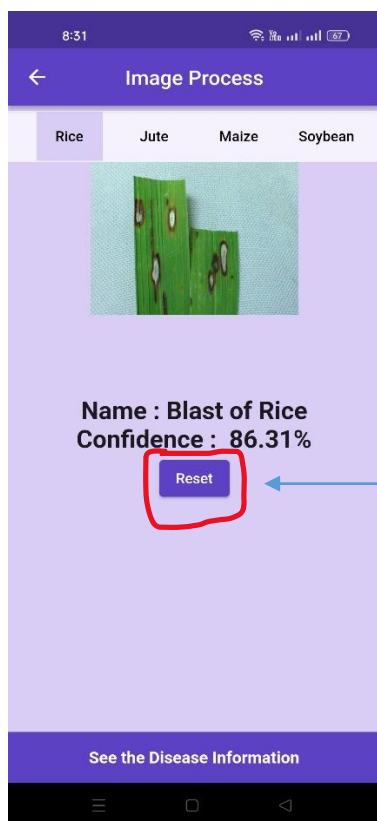 8:31
67
Image Process
Rice Jute Maize Soybean
Name : Blast of Rice
Confidence : 86.31%
Reset
See the Disease Information